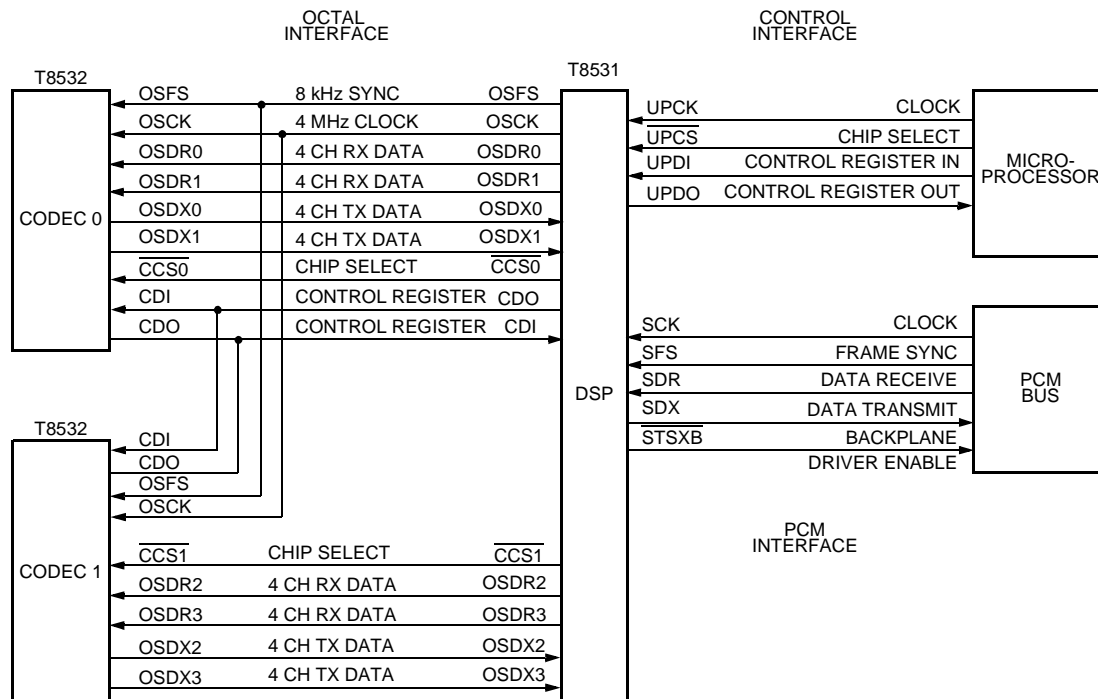 OCTAL
INTERFACE
CONTROL
INTERFACE
T8532
T8531
OSFS 8 kHz SYNC OSFS
OSCK 4 MHz CLOCK OSCK
OSDR0 4 CH RX DATA OSDR0
OSDR1 4 CH RX DATA OSDR1
OSDX0 4 CH TX DATA OSDX0
OSDX1 4 CH TX DATA OSDX1
CCS0 CHIP SELECT CCS0
CDI CONTROL REGISTER CDO
CDO CONTROL REGISTER CDI
CODEC 0
UPCK CLOCK
UPCS CHIP SELECT
UPDI CONTROL REGISTER IN
UPDO CONTROL REGISTER OUT
MICRO-
PROCESSOR
SCK CLOCK
SFS FRAME SYNC
SDR DATA RECEIVE
SDX DATA TRANSMIT
STSXB BACKPLANE
DRIVER ENABLE
PCM
BUS
DSP
T8532
CDI
CDO
OSFS
OSCK
CCS1 CHIP SELECT CCS1
OSDR2 4 CH RX DATA OSDR2
OSDR3 4 CH RX DATA OSDR3
OSDX2 4 CH TX DATA OSDX2
OSDX3 4 CH TX DATA OSDX3
CODEC 1
PCM
INTERFACE